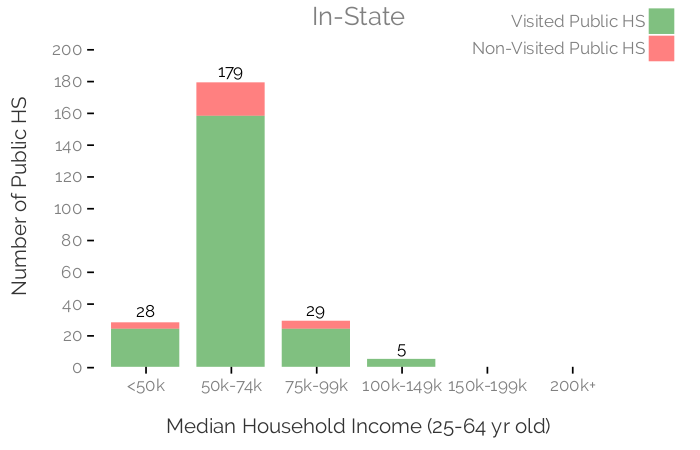 In-State
Visited Public HS
Non-Visited Public HS
Number of Public HS
200
180
160
140
120
100
80
60
40
20
0
28
179
29
5
<50k
50k-74k
75k-99k
100k-149k
150k-199k
200k+
Median Household Income (25-64 yr old)